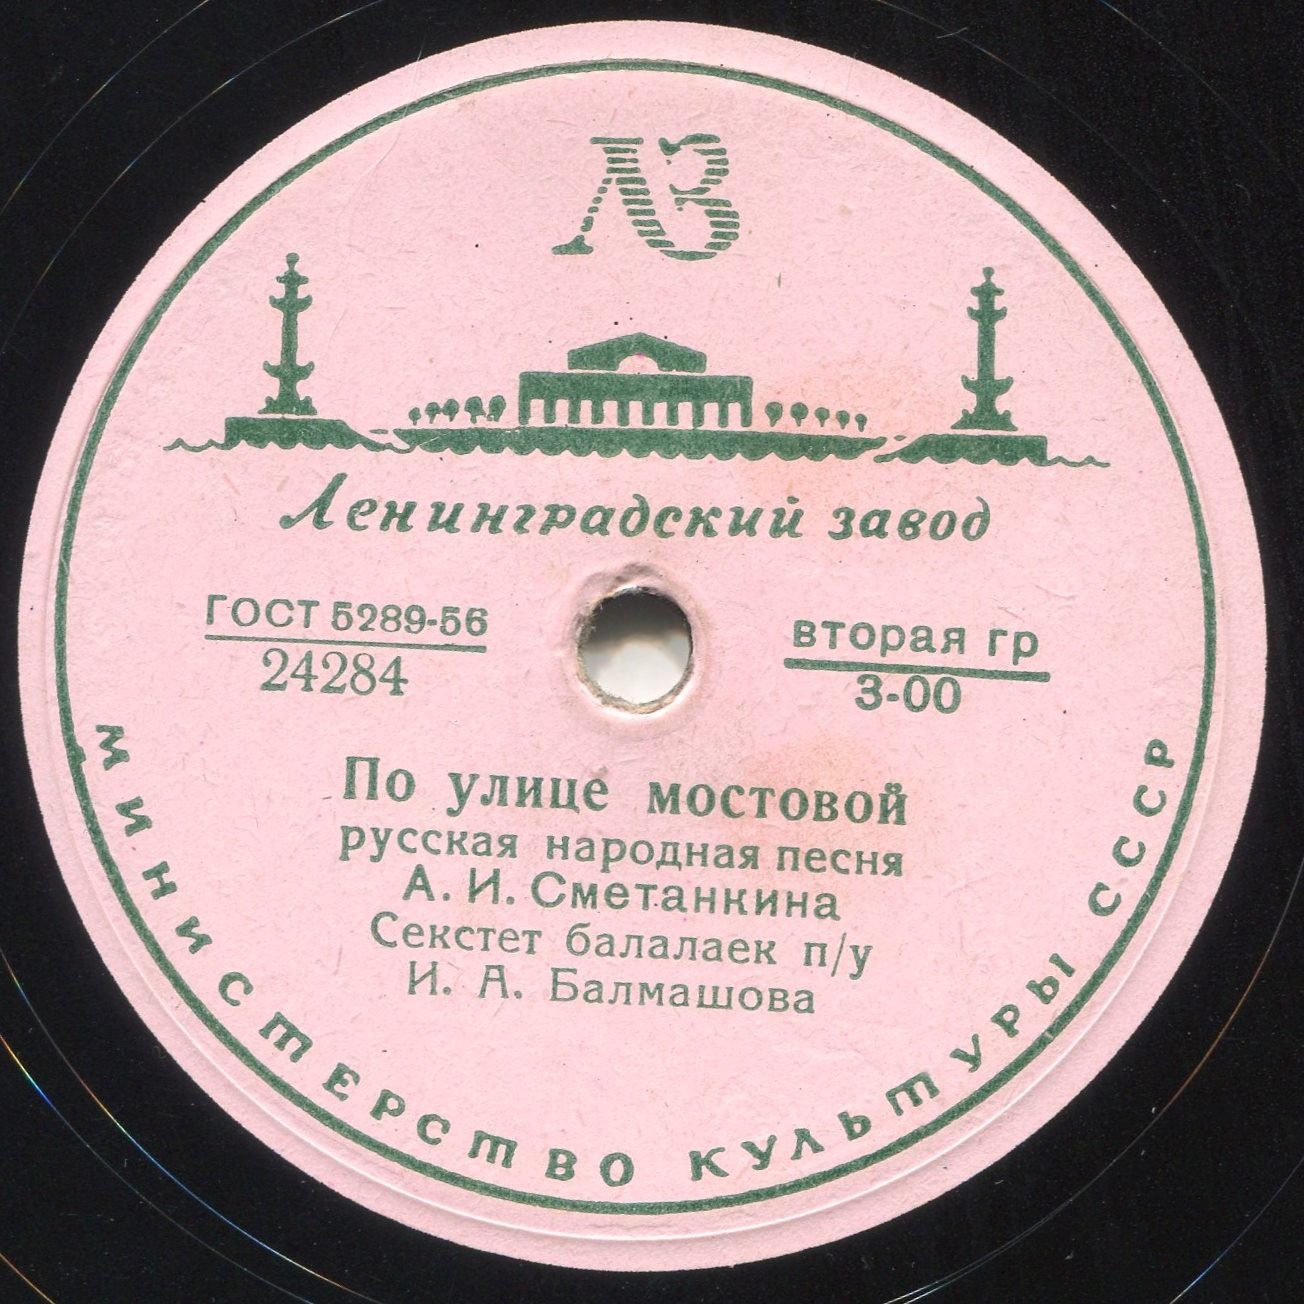 ЛЗ
Ленинградский завод
ГОСТ 5289-56
24284
вторая гр
3-00
По улице мостовой
русская народная песня
А. И. Сметанкина
Секстет балалаек п/у
И. А. Балмашова
МИНИСТЕРСТВО КУЛЬТУРЫ СССР